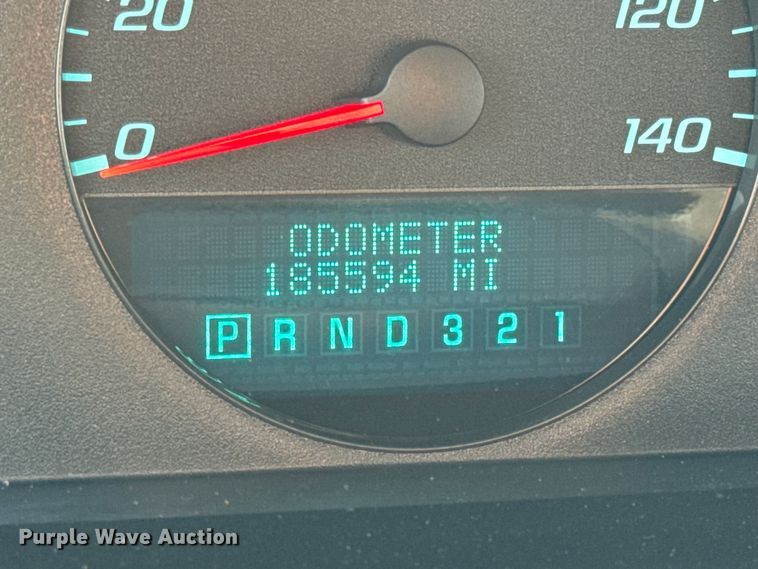 20 120
0 140
ODOMETER
185594 MI
P R N D 3 2 1
Purple Wave Auction